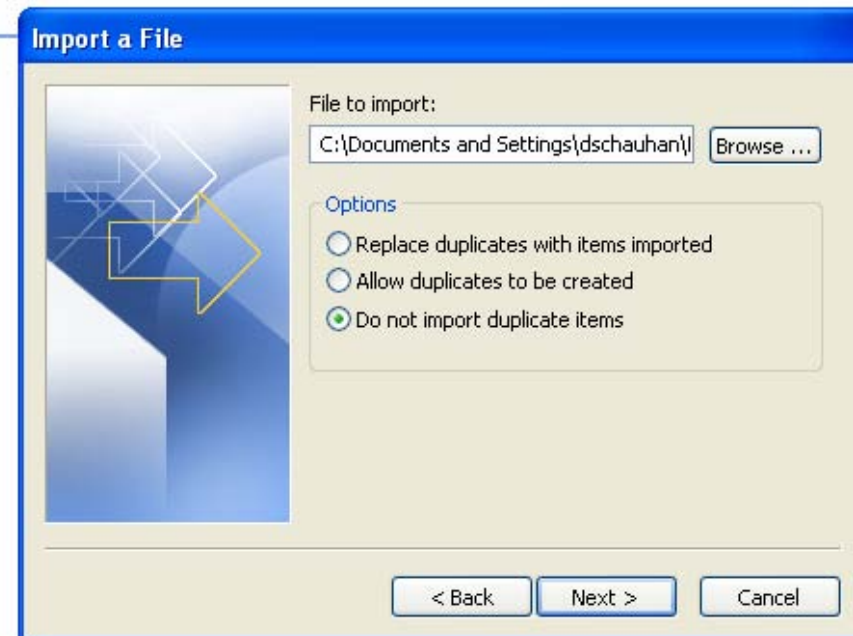 Import a File
File to import:
C:\Documents and Settings\dschauhan\
Browse ...
Options
Replace duplicates with items imported
Allow duplicates to be created
Do not import duplicate items
< Back
Next >
Cancel